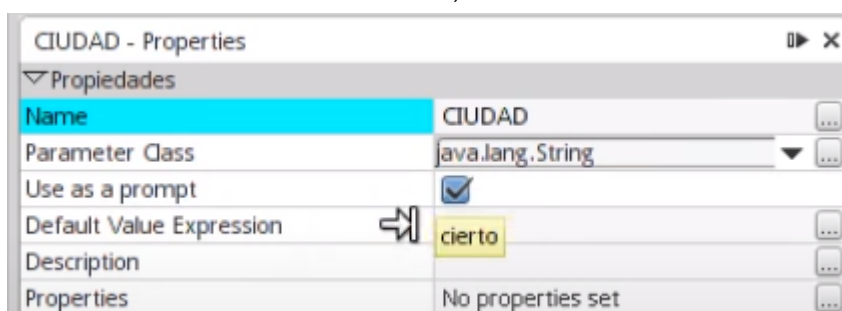 CIUDAD - Properties
Propiedades
Name CIUDAD ...
Parameter Class java.lang.String ...
Use as a prompt
Default Value Expression cierto ...
Description ...
Properties No properties set ...